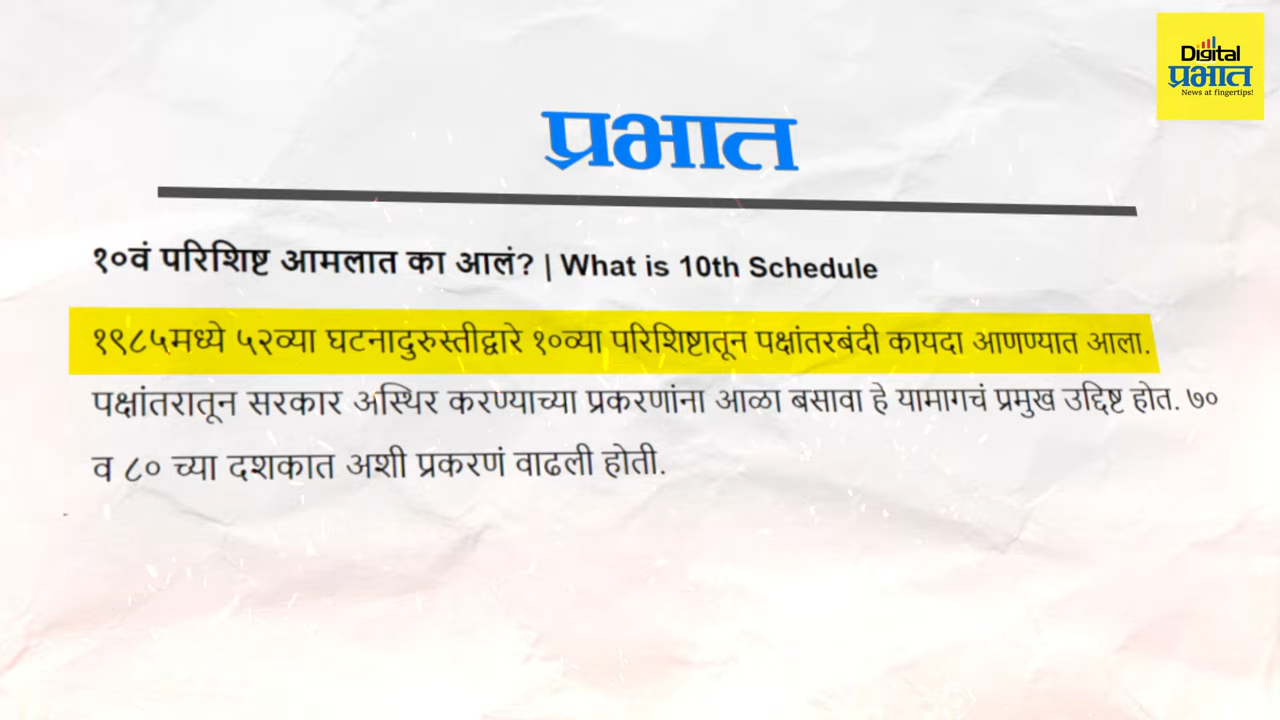 Digital
प्रभात
News at fingertips!
प्रभात
१०वं परिशिष्ट आमलात का आलं? | What is 10th Schedule
१९८५मध्ये ५२व्या घटनादुरुस्तीद्वारे १०व्या परिशिष्टातून पक्षांतरबंदी कायदा आणण्यात आला.
पक्षांतरातून सरकार अस्थिर करण्याच्या प्रकरणांना आळा बसावा हे यामागचं प्रमुख उद्दिष्ट होत. ७०
व ८० च्या दशकात अशी प्रकरणं वाढली होती.